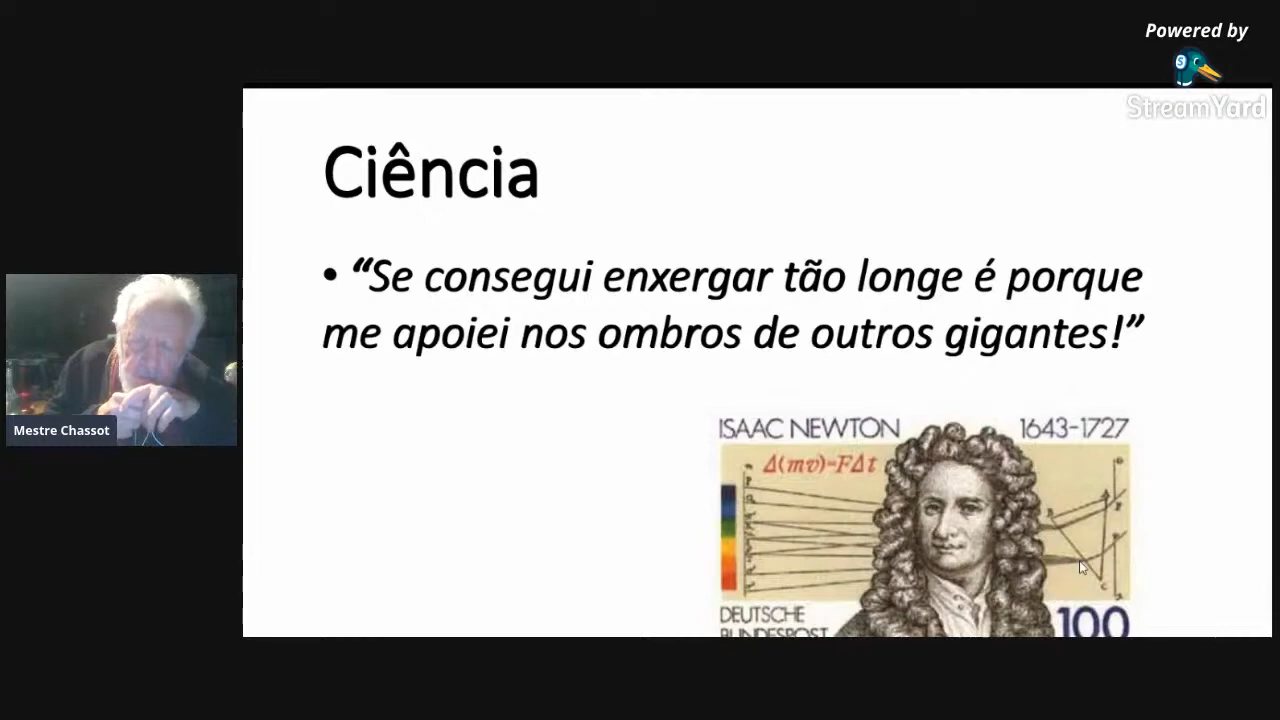 Powered by
StreamYard
Ciência
• “Se consegui enxergar tão longe é porque
me apoiei nos ombros de outros gigantes!”
Mestre Chassot
ISAAC NEWTON 1643-1727
Δ(mv)=FΔt
DEUTSCHE
BUNDESPOST 100